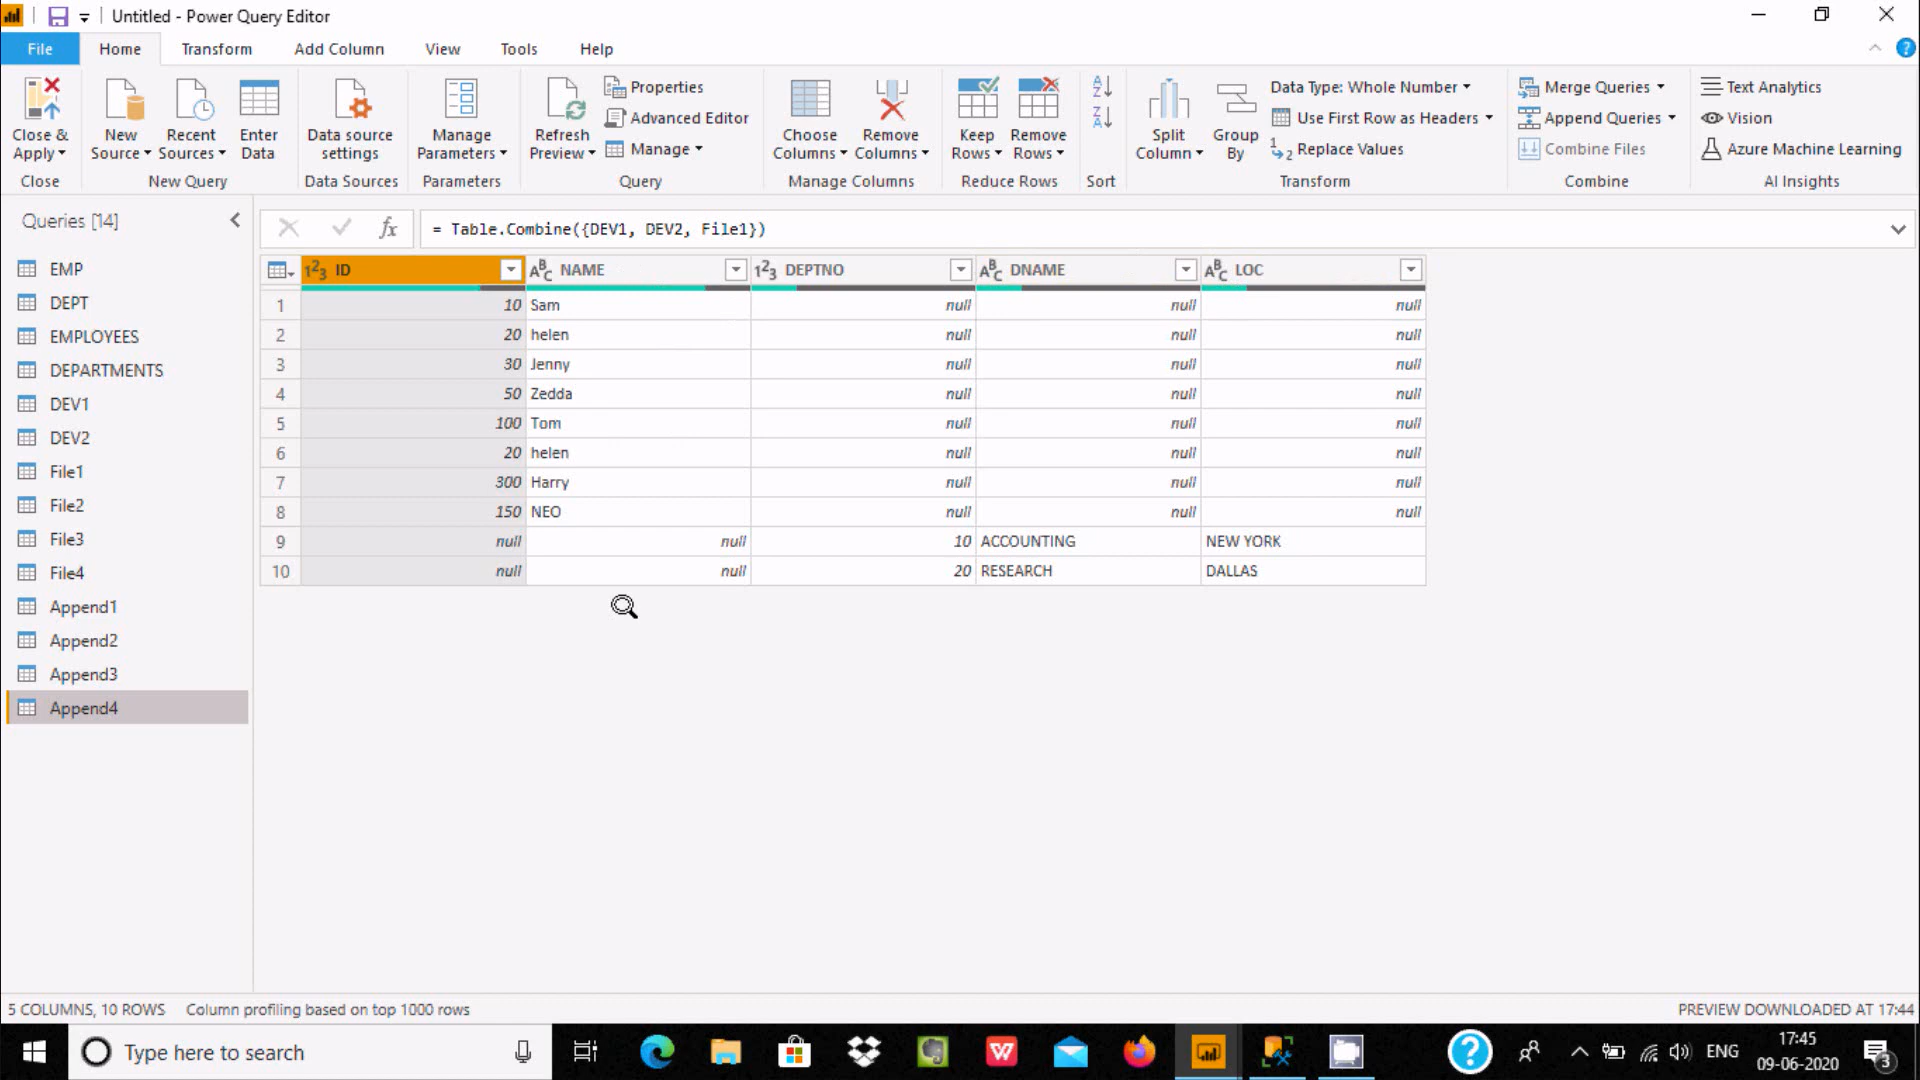 Untitled - Power Query Editor
File Home Transform Add Column View Tools Help
Close & Apply
Close
New Source
Recent Sources
Enter Data
New Query
Data source settings
Data Sources
Manage Parameters
Parameters
Refresh Preview
Properties
Advanced Editor
Manage
Query
Choose Columns
Remove Columns
Manage Columns
Keep Rows
Remove Rows
Reduce Rows
Sort
Split Column
Group By
Data Type: Whole Number
Use First Row as Headers
Replace Values
Transform
Merge Queries
Append Queries
Combine Files
Combine
Text Analytics
Vision
Azure Machine Learning
AI Insights
Queries [14]
EMP
DEPT
EMPLOYEES
DEPARTMENTS
DEV1
DEV2
File1
File2
File3
File4
Append1
Append2
Append3
Append4
fx = Table.Combine({DEV1, DEV2, File1})
123 ID ABC NAME 123 DEPTNO ABC DNAME ABC LOC
1 10 Sam null null null
2 20 helen null null null
3 30 Jenny null null null
4 50 Zedda null null null
5 100 Tom null null null
6 20 helen null null null
7 300 Harry null null null
8 150 NEO null null null
9 null null 10 ACCOUNTING NEW YORK
10 null null 20 RESEARCH DALLAS
5 COLUMNS, 10 ROWS Column profiling based on top 1000 rows PREVIEW DOWNLOADED AT 17:44
Type here to search
ENG
17:45
09-06-2020
3